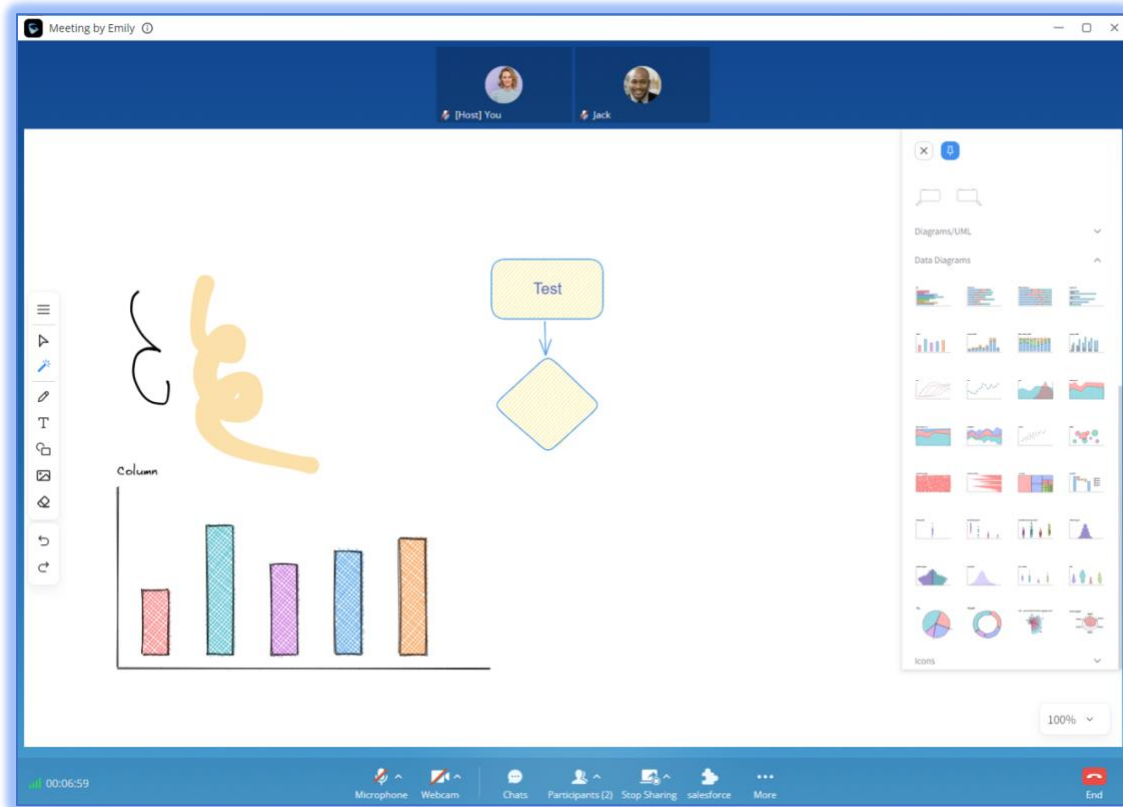 Meeting by Emily
[Host] You
Jack
Diagrams/UML
Data Diagrams
Test
T
Column
Icons
100%
00:06:59
Microphone
Webcam
Chats
Participants (2)
Stop Sharing
salesforce
More
End